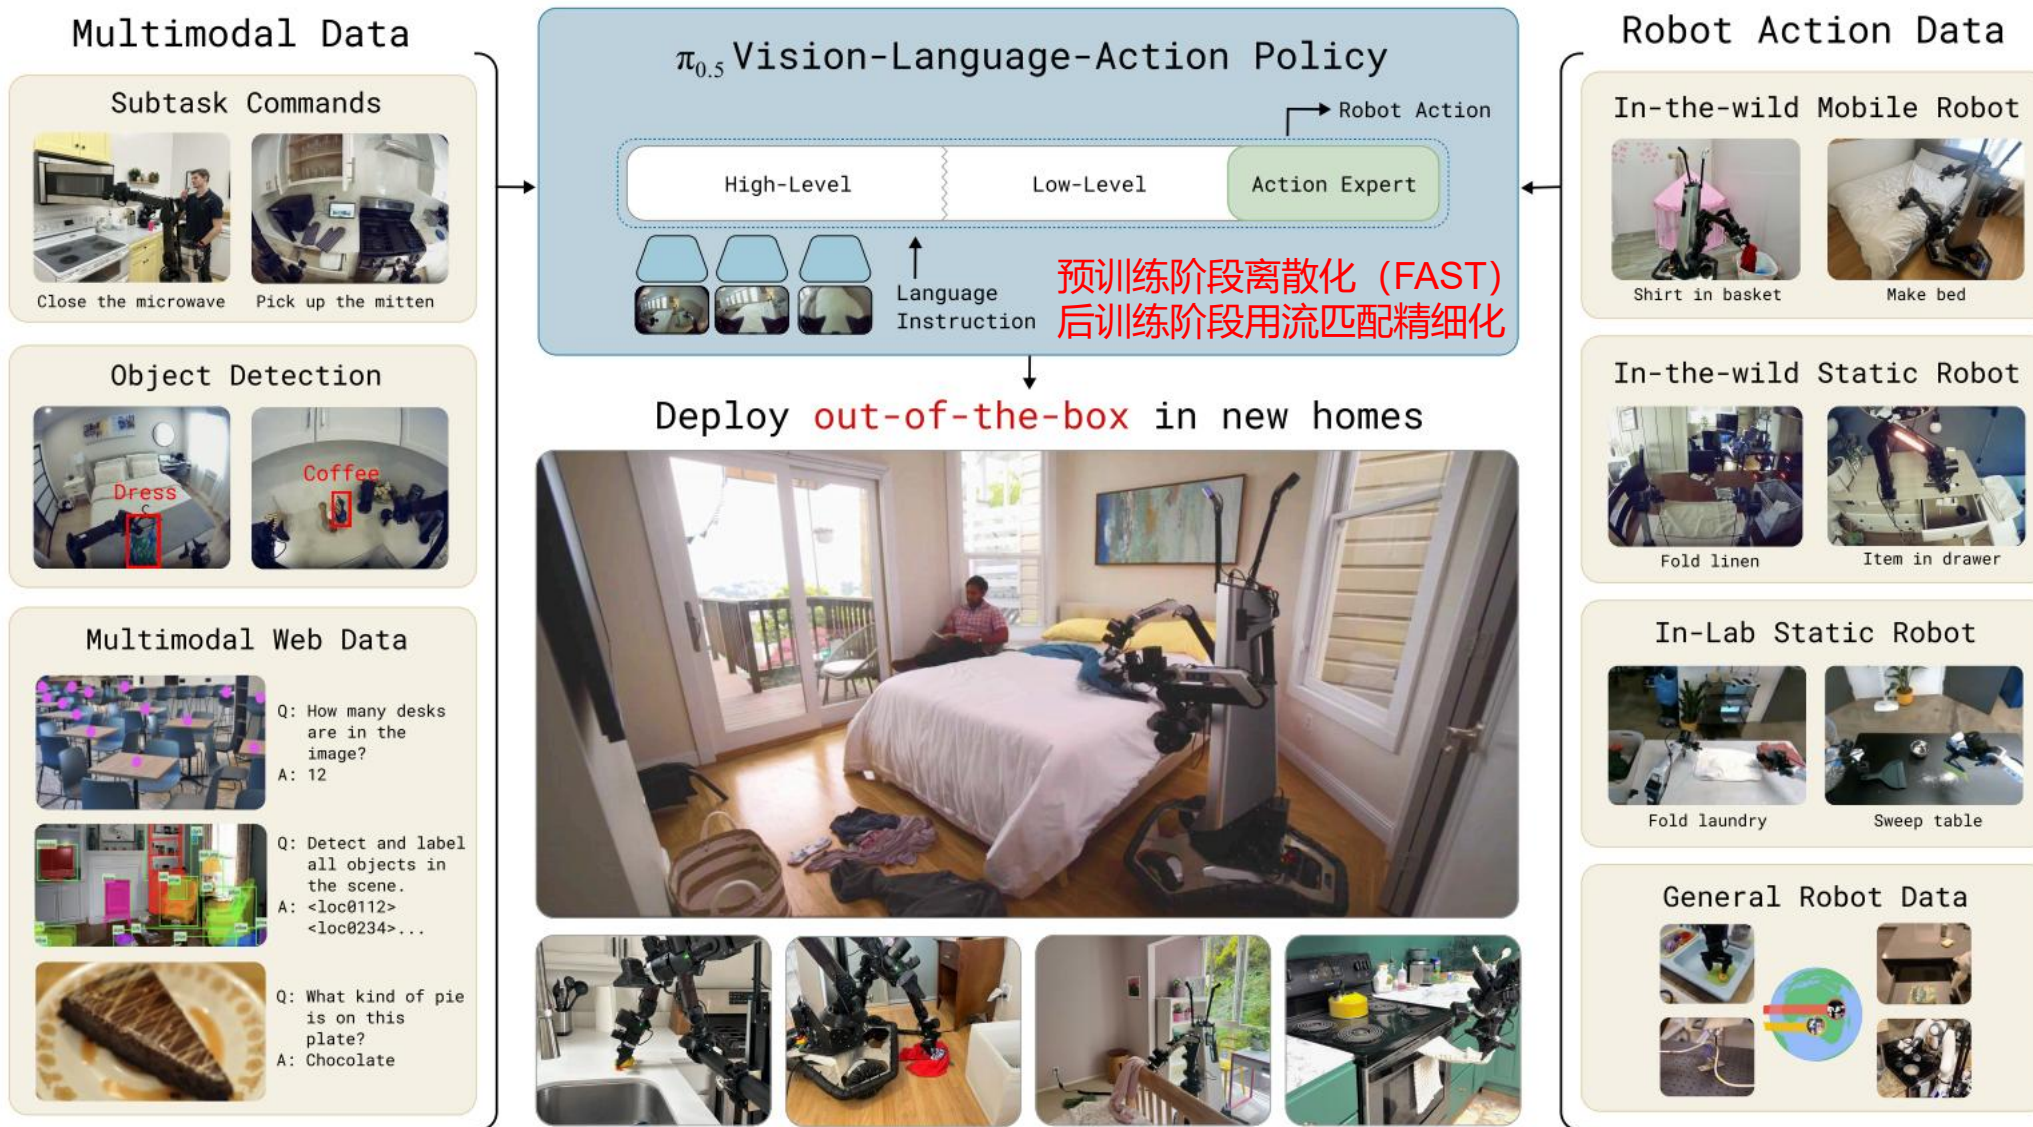 Multimodal Data
Subtask Commands
Close the microwave
Pick up the mitten
Object Detection
Dress
Coffee
Multimodal Web Data
Q: How many desks
are in the
image?
A: 12
Q: Detect and label
all objects in
the scene.
A: <loc0112>
<loc0234>...
Q: What kind of pie
is on this
plate?
A: Chocolate
π0.5 Vision-Language-Action Policy
Robot Action
High-Level
Low-Level
Action Expert
Language
Instruction
预训练阶段离散化（FAST）
后训练阶段用流匹配精细化
Deploy out-of-the-box in new homes
Robot Action Data
In-the-wild Mobile Robot
Shirt in basket
Make bed
In-the-wild Static Robot
Fold linen
Item in drawer
In-Lab Static Robot
Fold laundry
Sweep table
General Robot Data